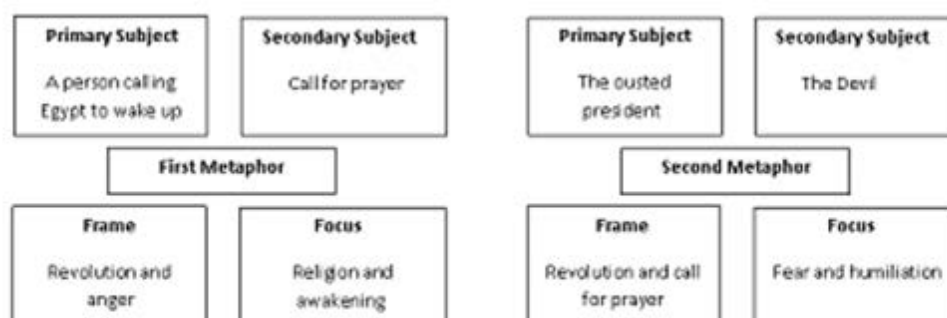 Primary Subject
A person calling
Egypt to wake up
Secondary Subject
Call for prayer
First Metaphor
Frame
Revolution and
anger
Focus
Religion and
awakening
Primary Subject
The ousted
president
Secondary Subject
The Devil
Second Metaphor
Frame
Revolution and call
for prayer
Focus
Fear and humiliation